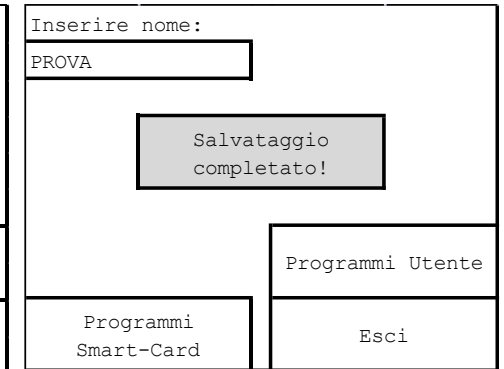 Inserire nome:
PROVA
Salvataggio
completato!
Programmi Utente
Programmi
Smart-Card
Esci